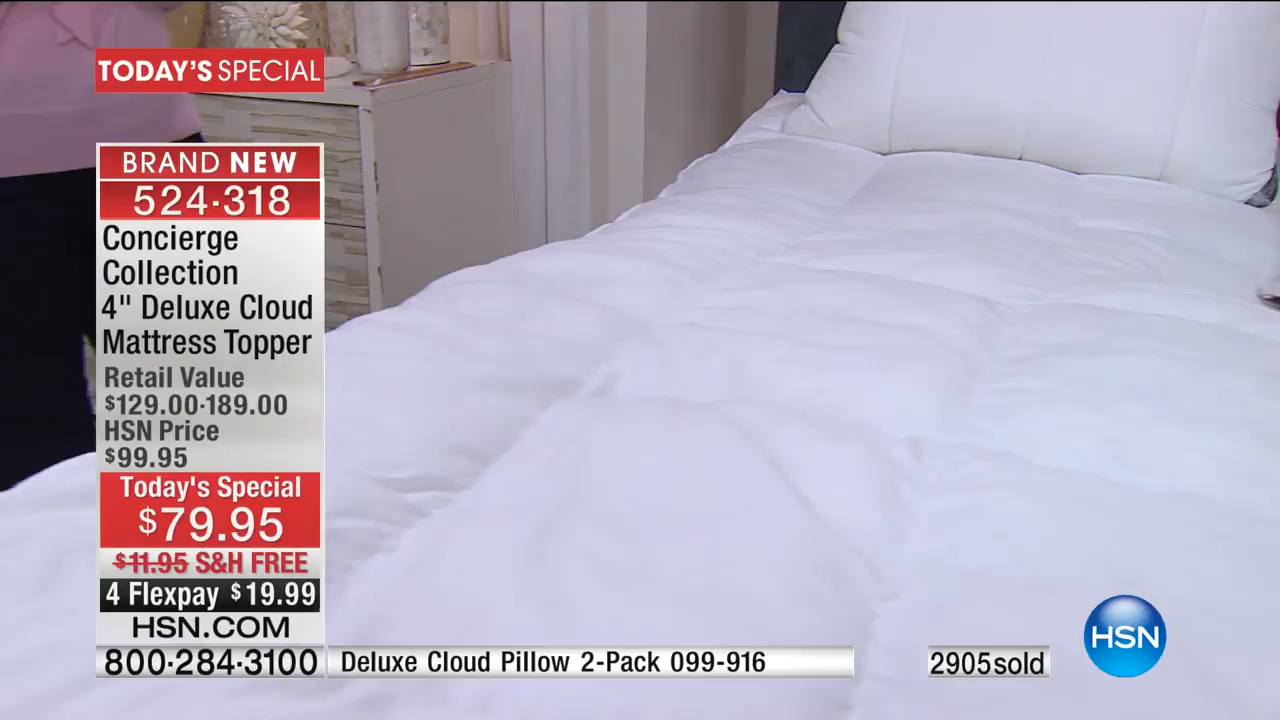 TODAY'S SPECIAL
BRAND NEW
524·318
Concierge
Collection
4" Deluxe Cloud
Mattress Topper
Retail Value
$129.00-189.00
HSN Price
$99.95
Today's Special
$79.95
$11.95 S&H FREE
4 Flexpay $19.99
HSN.COM
800·284·3100
Deluxe Cloud Pillow 2-Pack 099-916
2905sold
HSN